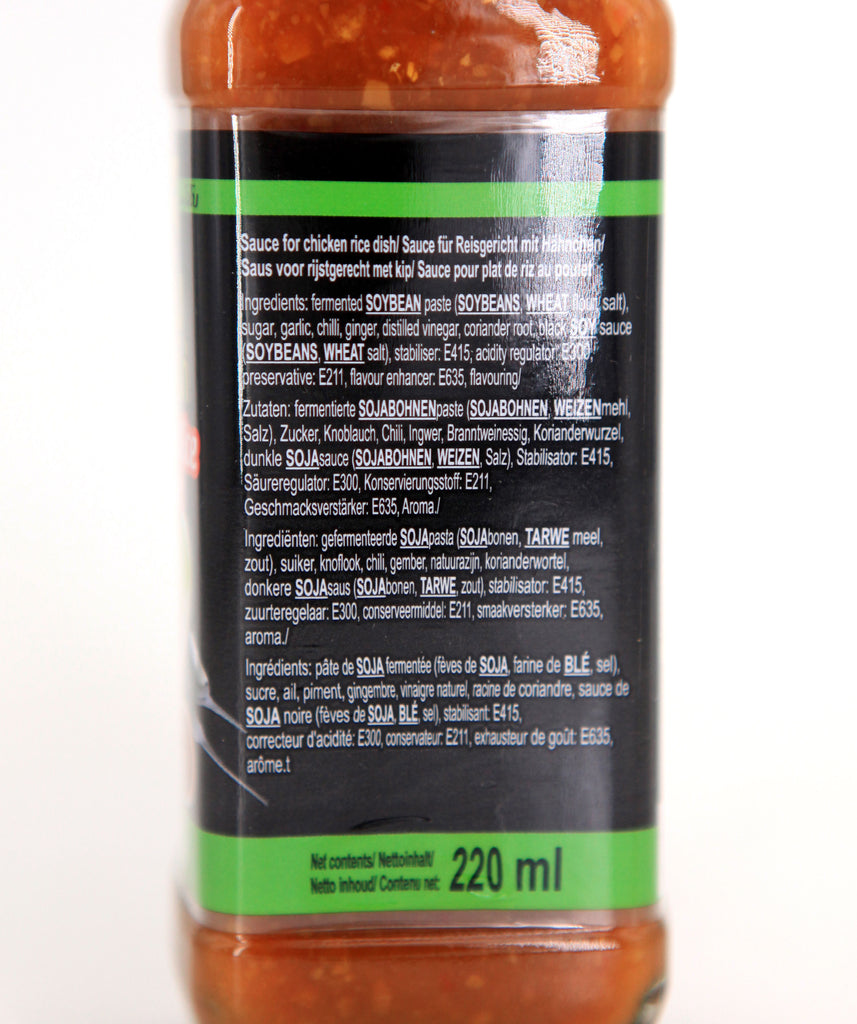 Sauce for chicken rice dish/ Sauce für Reisgericht mit Hähnchen/
Saus voor rijstgerecht met kip/ Sauce pour plat de riz au poulet
Ingredients: fermented SOYBEAN paste (SOYBEANS, WHEAT flour, salt),
sugar, garlic, chilli, ginger, distilled vinegar, coriander root, black SOY sauce
(SOYBEANS, WHEAT salt), stabiliser: E415, acidity regulator: E300,
preservative: E211, flavour enhancer: E635, flavouring/
Zutaten: fermentierte SOJABOHNENpaste (SOJABOHNEN, WEIZENmehl,
Salz), Zucker, Knoblauch, Chili, Ingwer, Branntweinessig, Korianderwurzel,
dunkle SOJAsauce (SOJABOHNEN, WEIZEN, Salz), Stabilisator: E415,
Säureregulator: E300, Konservierungsstoff: E211,
Geschmacksverstärker: E635, Aroma./
Ingrediënten: gefermenteerde SOJApasta (SOJAbonen, TARWE meel,
zout), suiker, knoflook, chili, gember, natuurazijn, korianderwortel,
donkere SOJAsaus (SOJAbonen, TARWE, zout), stabilisator: E415,
zuurteregelaar: E300, conserveermiddel: E211, smaakversterker: E635,
aroma./
Ingrédients: pâte de SOJA fermentée (fèves de SOJA, farine de BLÉ, sel),
sucre, ail, piment, gingembre, vinaigre naturel, racine de coriandre, sauce de
SOJA noire (fèves de SOJA, BLÉ, sel), stabilisant: E415,
correcteur d'acidité: E300, conservateur: E211, exhausteur de goût: E635,
arôme.t
Net contents/ Nettoinhalt/
Netto inhoud/ Contenu net: 220 ml